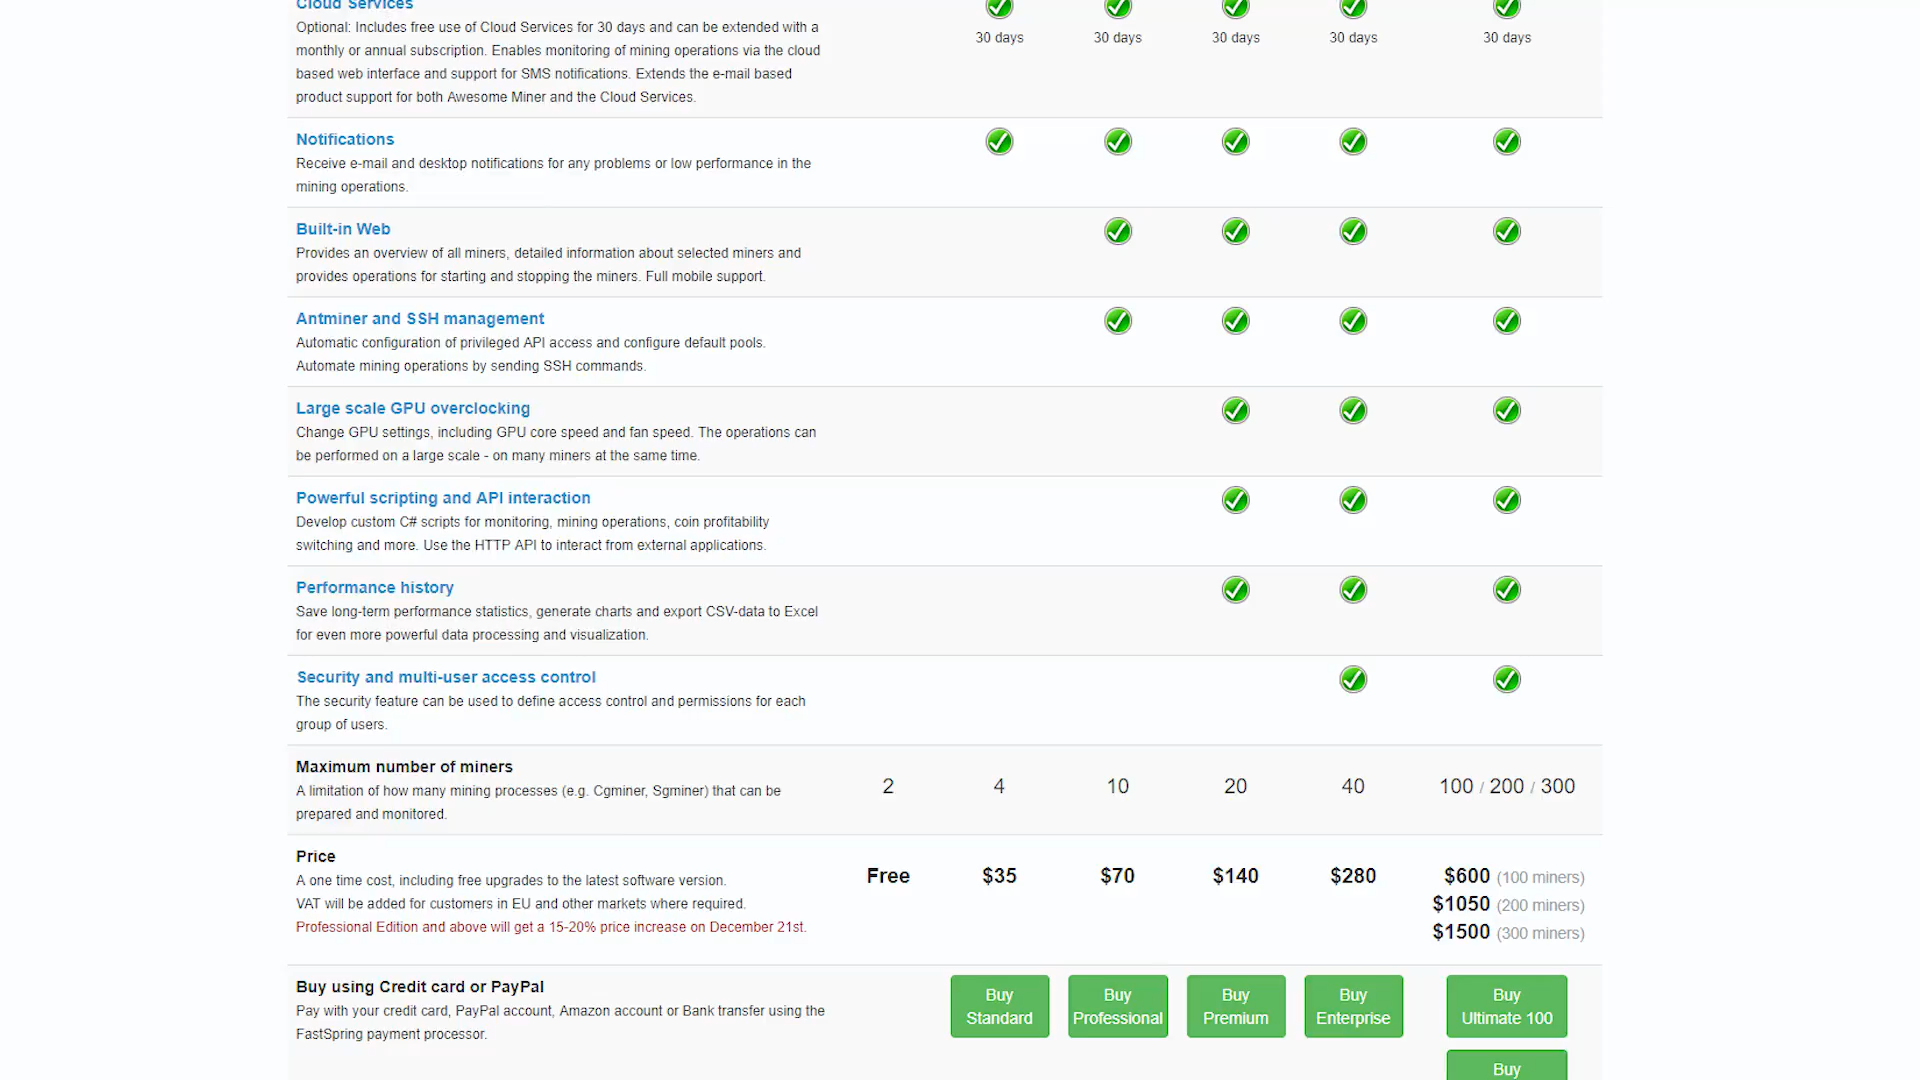 Cloud Services
Optional: Includes free use of Cloud Services for 30 days and can be extended with a
monthly or annual subscription. Enables monitoring of mining operations via the cloud
based web interface and support for SMS notifications. Extends the e-mail based
product support for both Awesome Miner and the Cloud Services.
30 days 30 days 30 days 30 days 30 days
Notifications
Receive e-mail and desktop notifications for any problems or low performance in the
mining operations.
Built-in Web
Provides an overview of all miners, detailed information about selected miners and
provides operations for starting and stopping the miners. Full mobile support.
Antminer and SSH management
Automatic configuration of privileged API access and configure default pools.
Automate mining operations by sending SSH commands.
Large scale GPU overclocking
Change GPU settings, including GPU core speed and fan speed. The operations can
be performed on a large scale - on many miners at the same time.
Powerful scripting and API interaction
Develop custom C# scripts for monitoring, mining operations, coin profitability
switching and more. Use the HTTP API to interact from external applications.
Performance history
Save long-term performance statistics, generate charts and export CSV-data to Excel
for even more powerful data processing and visualization.
Security and multi-user access control
The security feature can be used to define access control and permissions for each
group of users.
Maximum number of miners
A limitation of how many mining processes (e.g. Cgminer, Sgminer) that can be
prepared and monitored.
2 4 10 20 40 100 / 200 / 300
Price
A one time cost, including free upgrades to the latest software version.
VAT will be added for customers in EU and other markets where required.
Professional Edition and above will get a 15-20% price increase on December 21st.
Free $35 $70 $140 $280 $600 (100 miners)
$1050 (200 miners)
$1500 (300 miners)
Buy using Credit card or PayPal
Pay with your credit card, PayPal account, Amazon account or Bank transfer using the
FastSpring payment processor.
Buy Standard
Buy Professional
Buy Premium
Buy Enterprise
Buy Ultimate 100
Buy